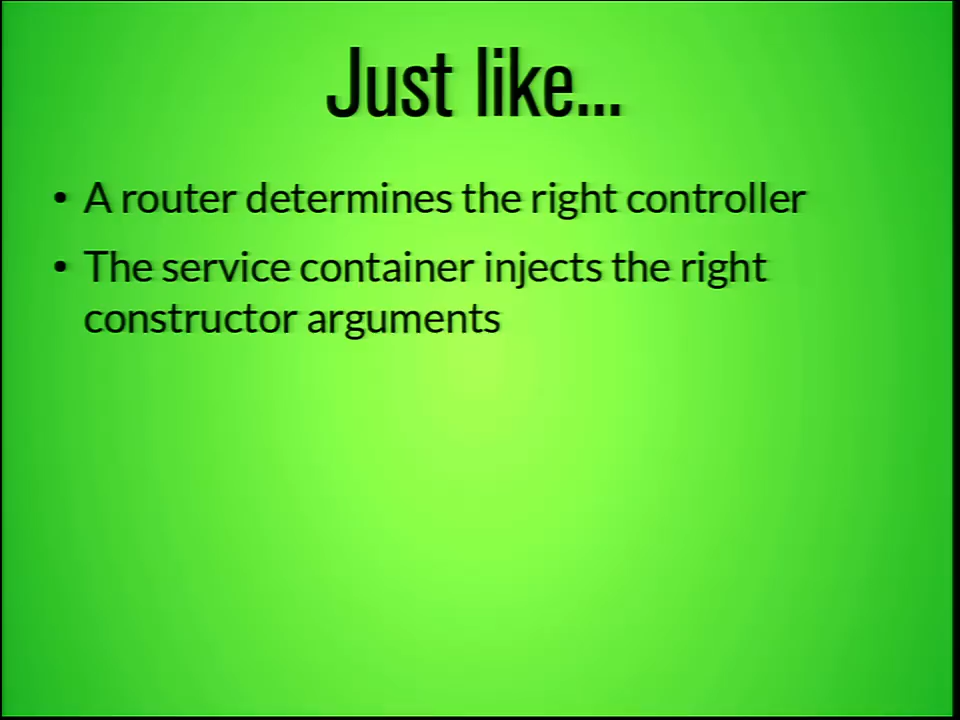 Just like...
• A router determines the right controller
• The service container injects the right
constructor arguments